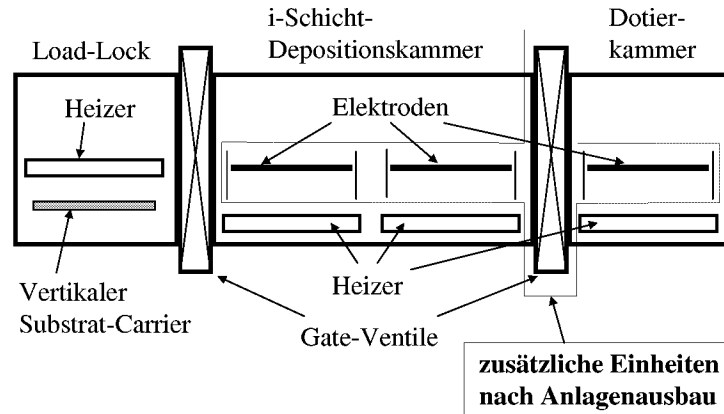 i-Schicht-
Depositionskammer
Dotier-
kammer
Load-Lock
Heizer
Elektroden
Vertikaler
Substrat-Carrier
Heizer
Gate-Ventile
zusätzliche Einheiten
nach Anlagenausbau